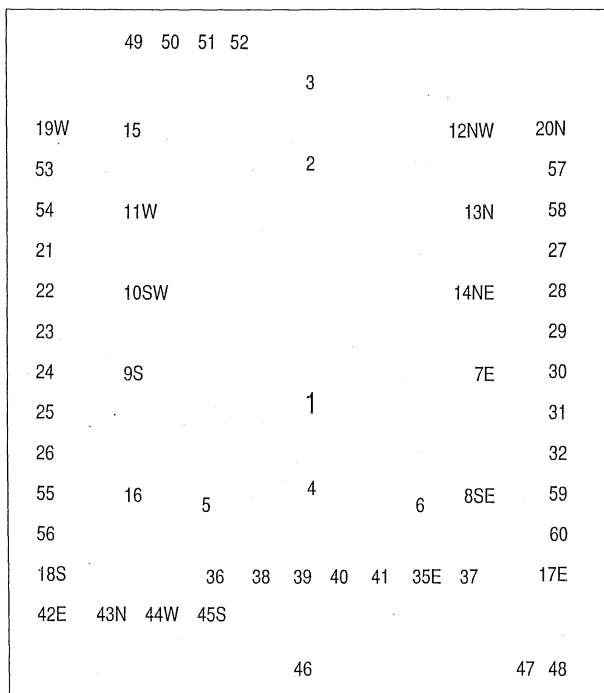 49 50 51 52
3
19W 15 12NW 20N
53 2 57
54 11W 13N 58
21 27
22 10SW 14NE 28
23 29
24 9S 7E 30
25 1 31
26 32
55 16 5 4 6 8SE 59
56 60
18S 36 38 39 40 41 35E 37 17E
42E 43N 44W 45S
46 47 48